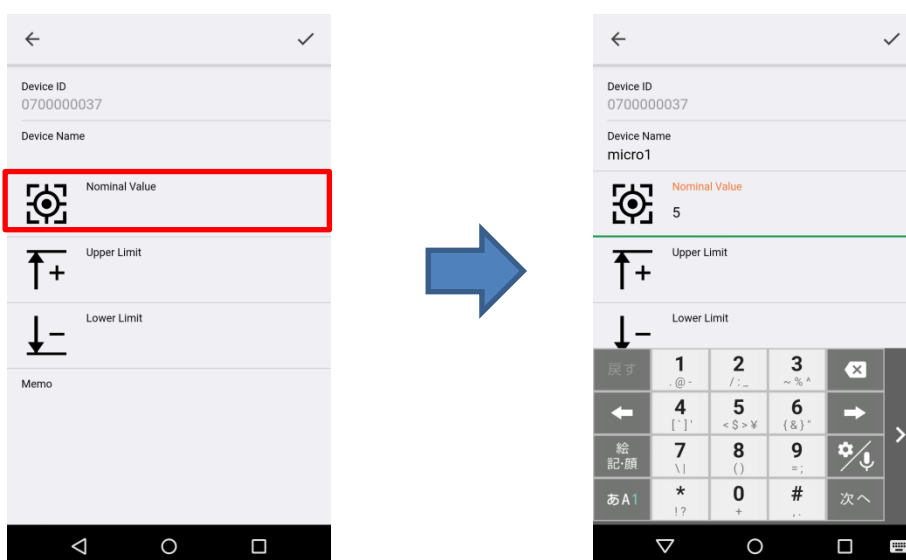 Device ID
0700000037
Device Name
Nominal Value
Upper Limit
+
Lower Limit
−
Memo
Device ID
0700000037
Device Name
micro1
Nominal Value
5
Upper Limit
+
Lower Limit
−
戻す 1 2 3
. @ - / : _ ~ % ^
4 5 6
[ ` ] ' < $ > ¥ { & } "
絵記・顔 7 8 9
\ | ( ) = ;
あA1 * 0 # 次へ
! ? + , .